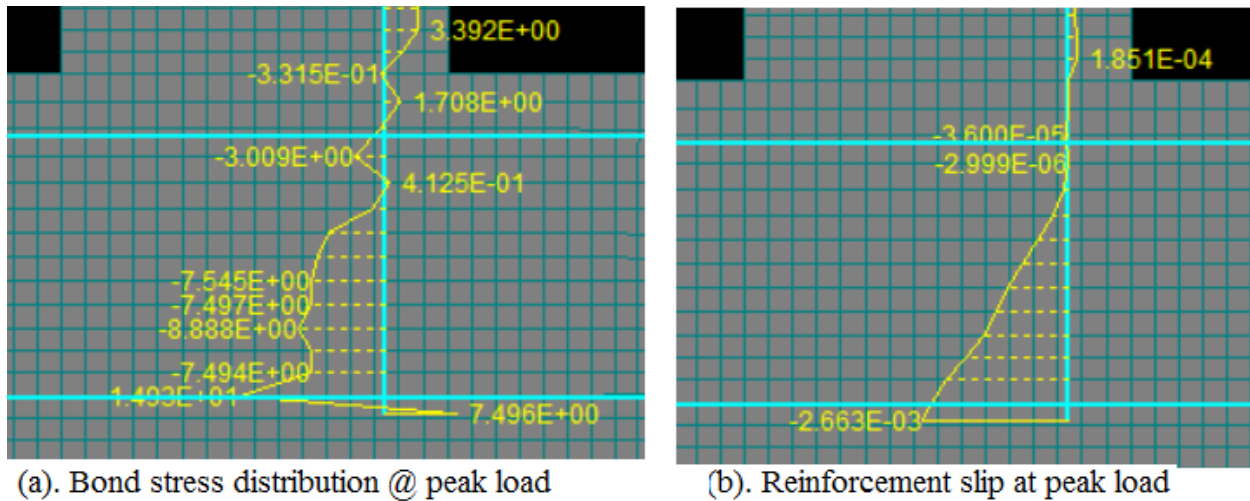 3.392E+00
-3.315E-01
1.708E+00
-3.009E+00
4.125E-01
-7.545E+00
-7.497E+00
-8.888E+00
-7.494E+00
1.493E+01
7.496E+00
(a). Bond stress distribution @ peak load
1.851E-04
-3.600E-05
-2.999E-06
-2.663E-03
(b). Reinforcement slip at peak load